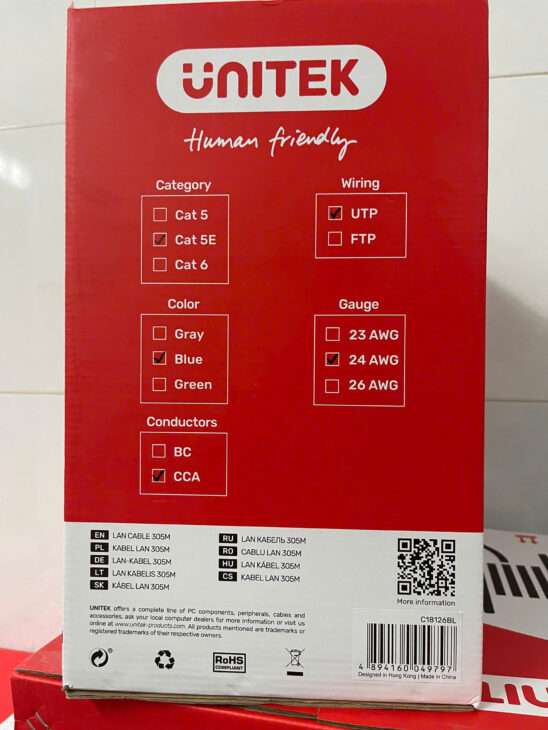 UNITEK
Human friendly
Category
Cat 5
Cat 5E
Cat 6
Wiring
UTP
FTP
Color
Gray
Blue
Green
Gauge
23 AWG
24 AWG
26 AWG
Conductors
BC
CCA
EN LAN CABLE 305M
PL KABEL LAN 305M
DE LAN-KABEL 305M
LT LAN KABELIS 305M
SK KÁBEL LAN 305M
RU LAN КАБЕЛЬ 305M
RO CABLU LAN 305M
HU LAN KÁBEL 305M
CS KABEL LAN 305M
More information
UNITEK offers a complete line of PC components, peripherals, cables and
accessories, ask your local computer dealers for more information or visit us
online at www.unitek-products.com. All products mentioned are trademarks or
registered trademarks of their respective owners.
RoHS
COMPLIANT
C18126BL
4 894160 049797
Designed in Hong Kong | Made in China